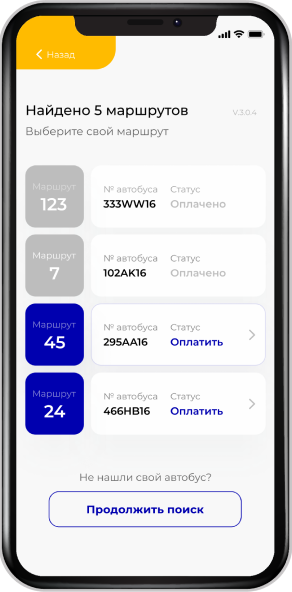 Назад
Найдено 5 маршрутов
V.3.0.4
Выберите свой маршрут
Маршрут
123
№ автобуса Статус
333WW16 Оплачено
Маршрут
7
№ автобуса Статус
102AK16 Оплачено
Маршрут
45
№ автобуса Статус
295AA16 Оплатить
Маршрут
24
№ автобуса Статус
466HB16 Оплатить
Не нашли свой автобус?
Продолжить поиск